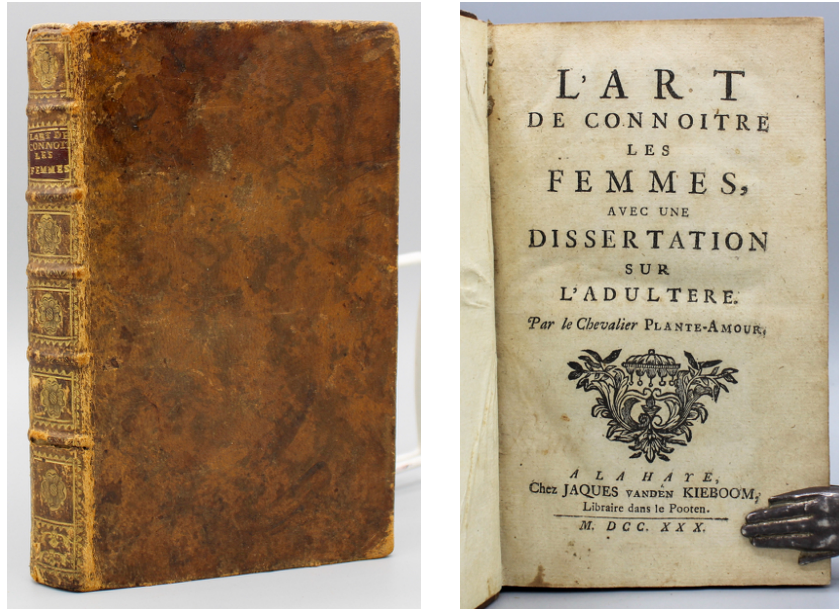 L'ART DE
CONNOIT
LES
FEMMES
L'ART
DE CONNOITRE
LES
FEMMES,
AVEC UNE
DISSERTATION
SUR
L'ADULTERE.
Par le Chevalier PLANTE-AMOUR,
A LA HAYE,
Chez JAQUES VANDEN KIEBOOM,
Libraire dans le Pooten.
M. DCC. XXX.